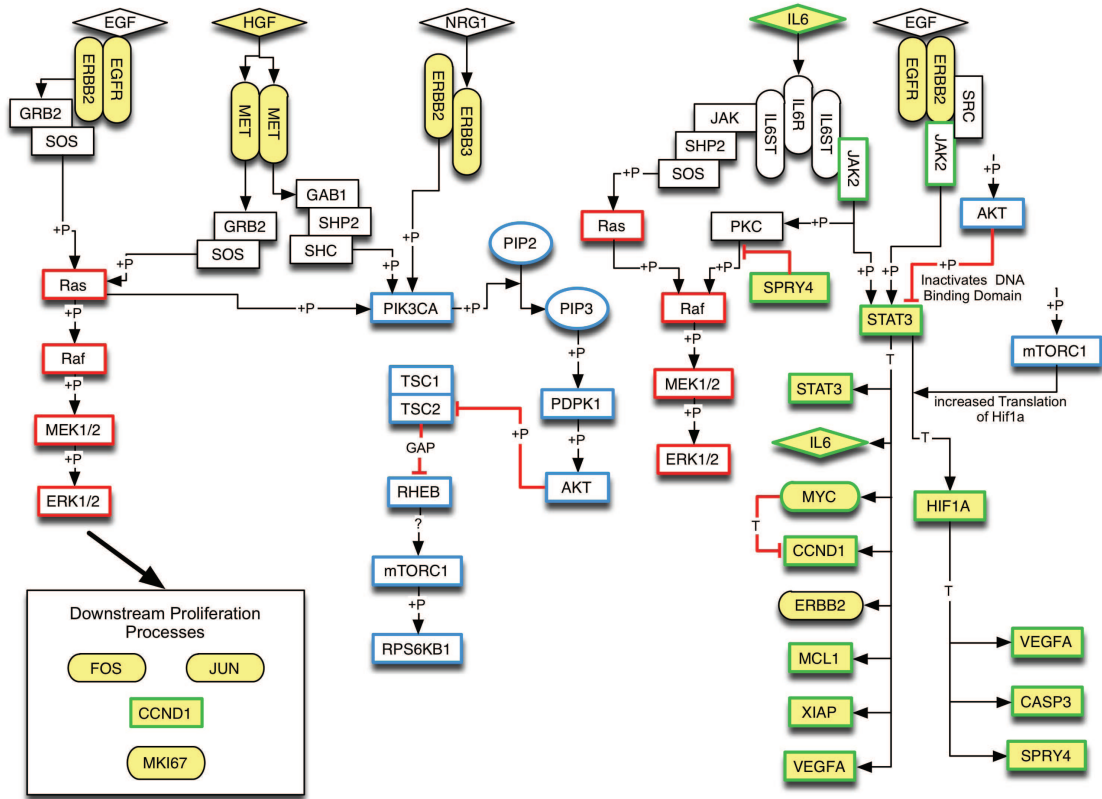 EGF
HGF
NRG1
IL6
EGF
ERBB2
EGFR
GRB2
SOS
MET
MET
ERBB2
ERBB3
JAK
SHP2
SOS
IL6ST
IL6R
IL6ST
JAK2
EGFR
ERBB2
SRC
JAK2
+P
AKT
GAB1
SHP2
SHC
GRB2
SOS
+P
+P
+P
+P
Ras
+P
PIK3CA
+P
PIP2
PIP3
+P
Ras
PKC
+P
+P
+P
SPRY4
+P
+P
+P
Inactivates DNA
Binding Domain
Raf
STAT3
+P
mTORC1
+P
Raf
+P
MEK1/2
+P
ERK1/2
TSC1
TSC2
GAP
+P
PDPK1
+P
AKT
RHEB
?
mTORC1
+P
RPS6KB1
+P
MEK1/2
+P
ERK1/2
T
STAT3
increased Translation
of Hif1a
T
IL6
MYC
T
CCND1
HIF1A
T
ERBB2
MCL1
XIAP
VEGFA
VEGFA
CASP3
SPRY4
Downstream Proliferation
Processes
FOS
JUN
CCND1
MKI67